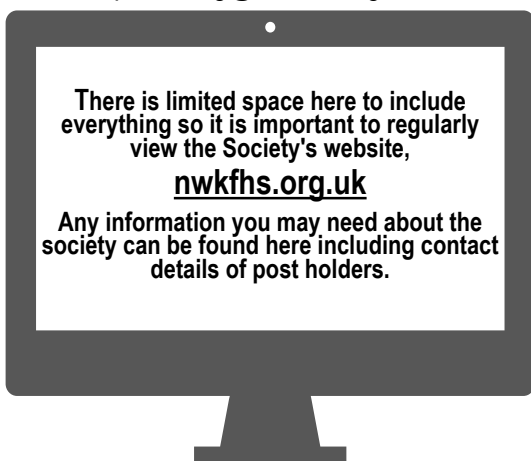 There is limited space here to include
everything so it is important to regularly
view the Society's website,
nwkfhs.org.uk
Any information you may need about the
society can be found here including contact
details of post holders.